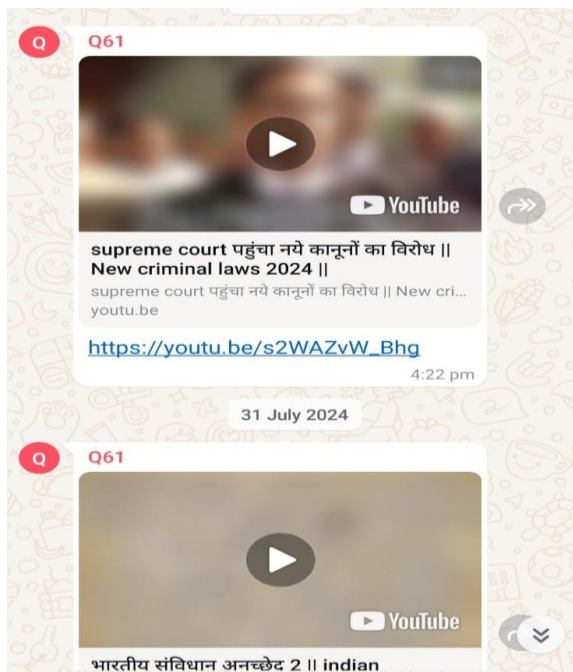 Q
Q61
YouTube
supreme court पहुंचा नये कानूनों का विरोध ||
New criminal laws 2024 ||
supreme court पहुंचा नये कानूनों का विरोध || New cri...
youtu.be
https://youtu.be/s2WAZvW_Bhg
4:22 pm
31 July 2024
Q
Q61
YouTube
भारतीय संविधान अनुच्छेद 2 || indian